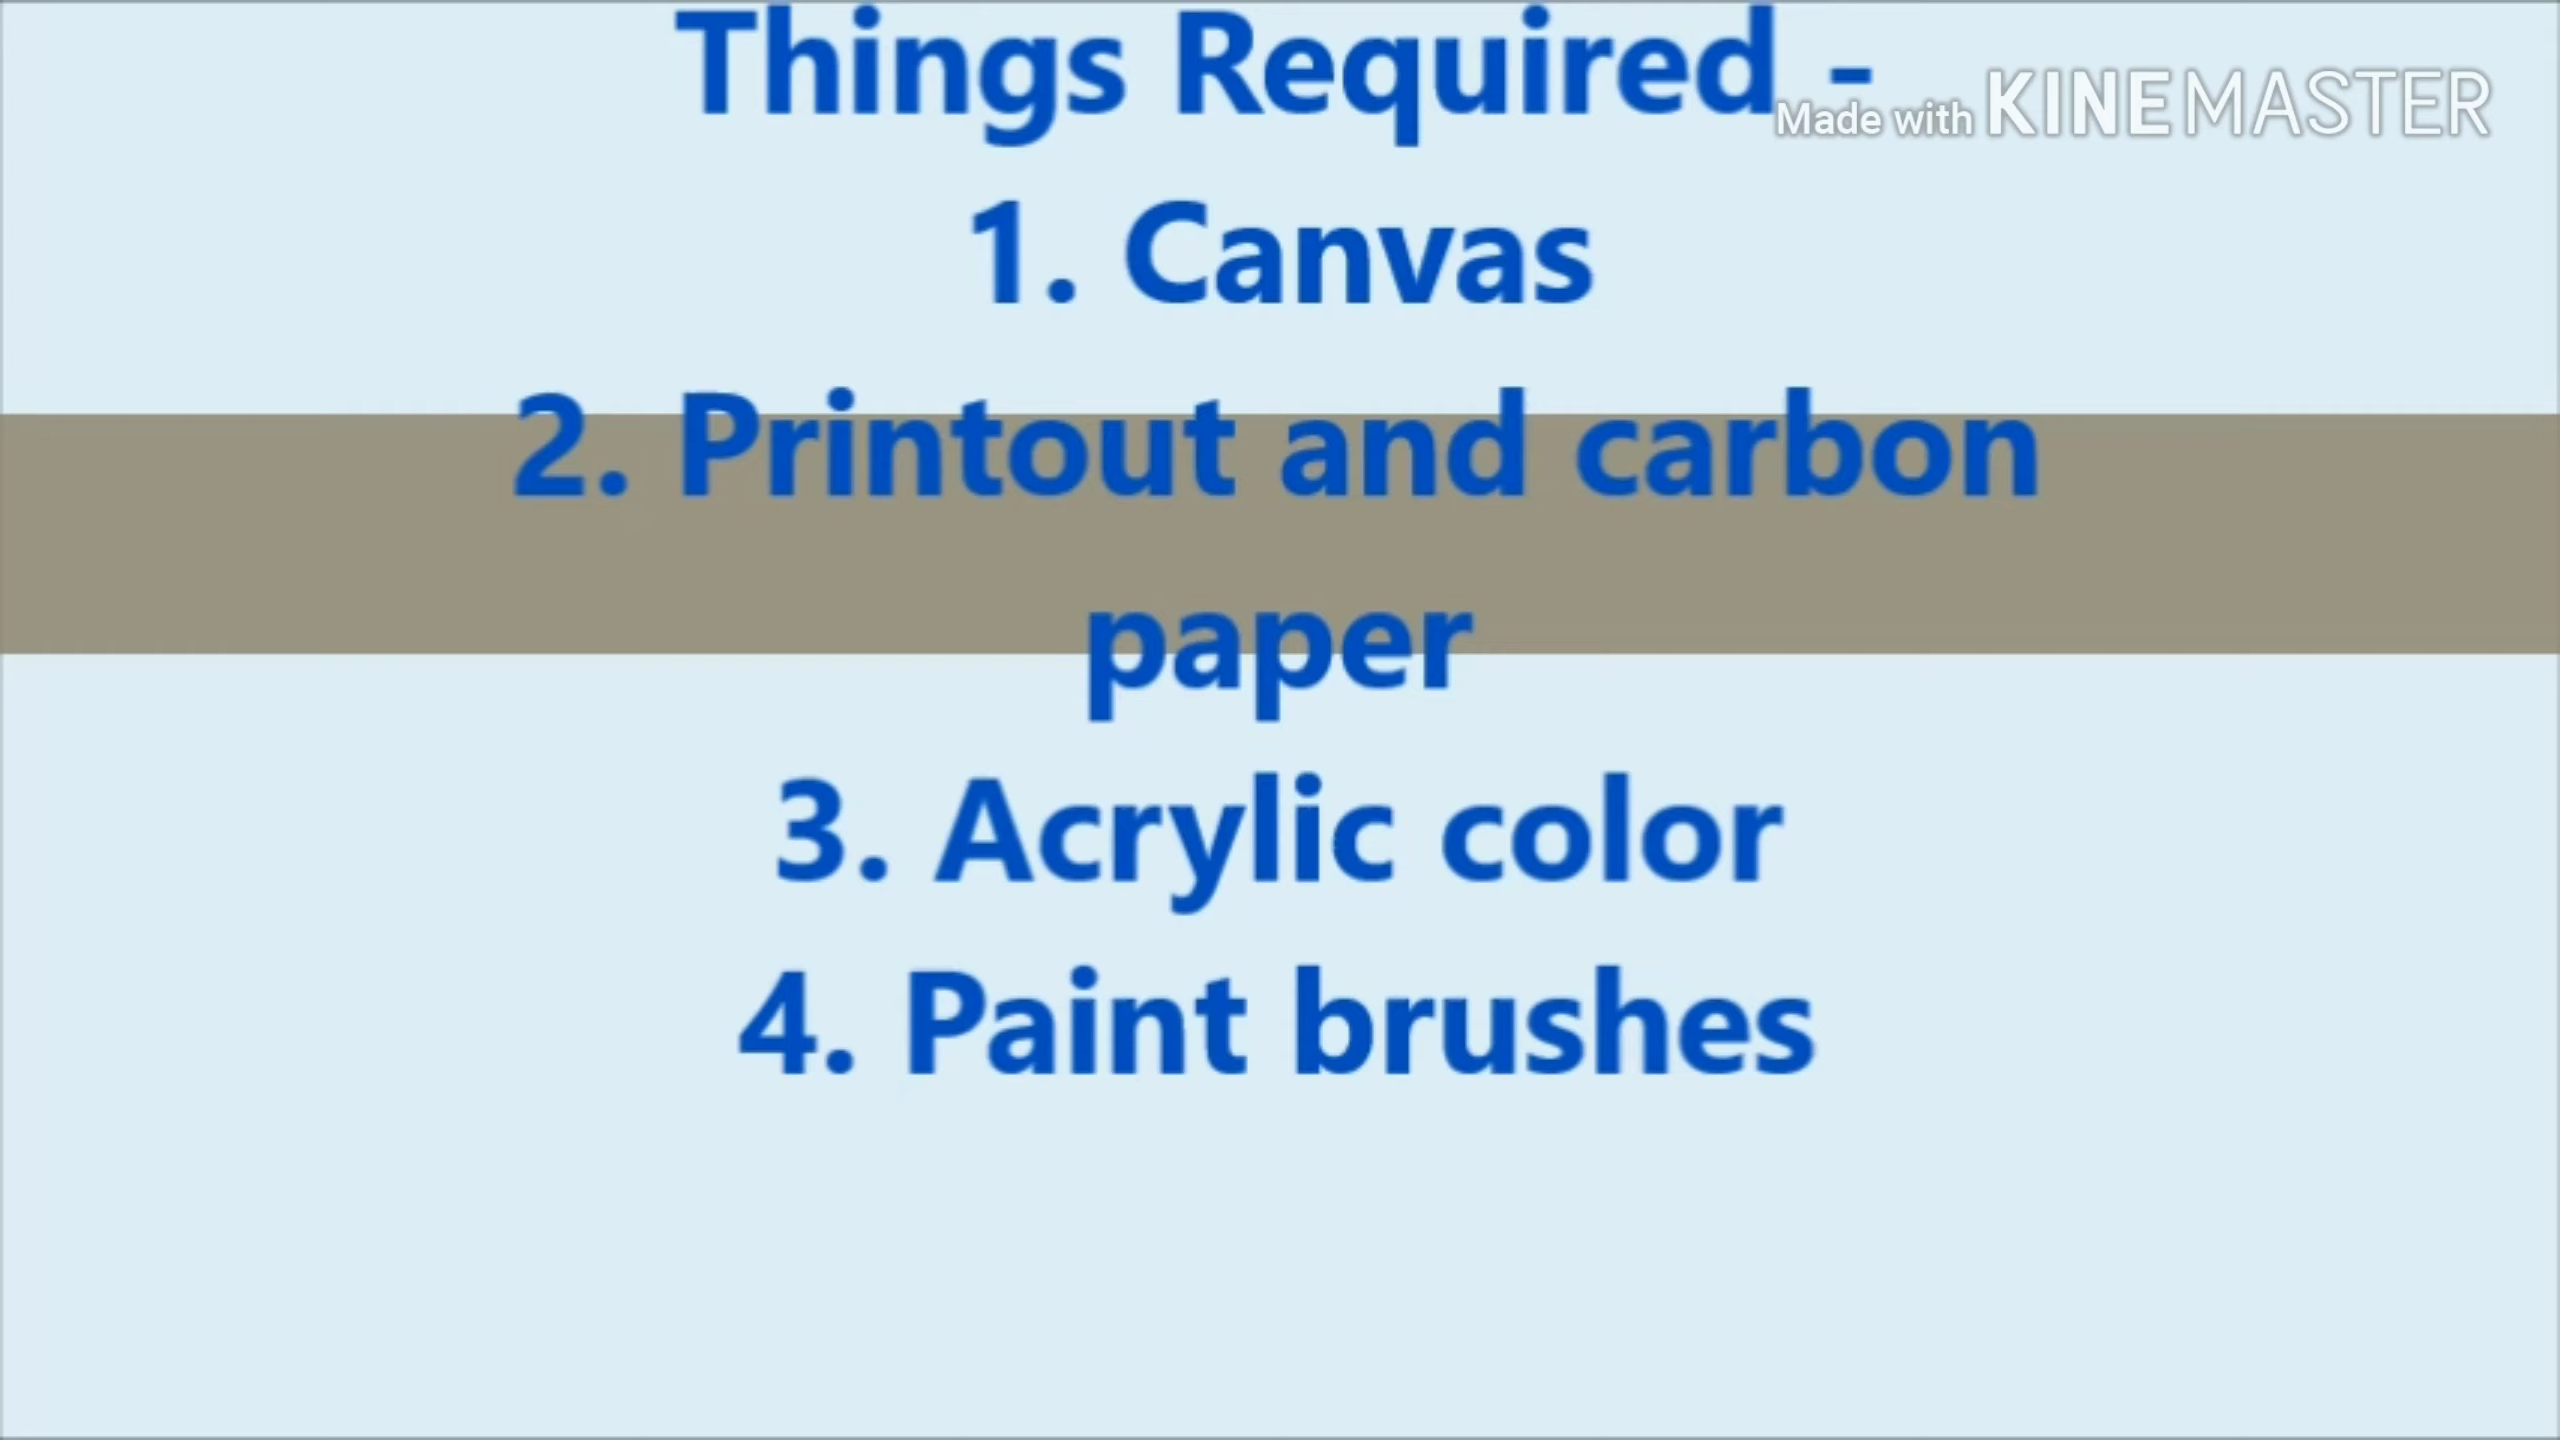 Things Required -
Made with KINEMASTER
1. Canvas
2. Printout and carbon
paper
3. Acrylic color
4. Paint brushes